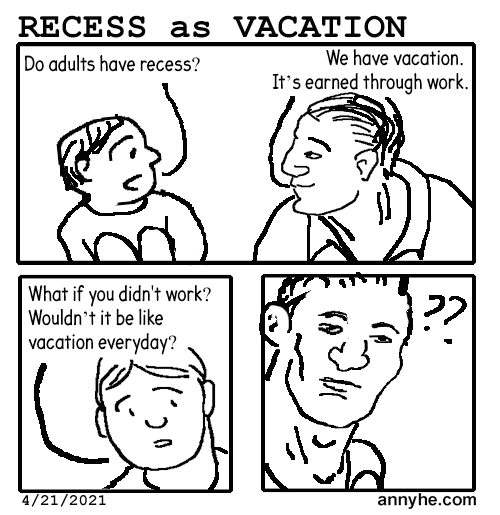 RECESS as VACATION
Do adults have recess?
We have vacation.
It's earned through work.
What if you didn't work?
Wouldn't it be like
vacation everyday?
??
4/21/2021
annyhe.com